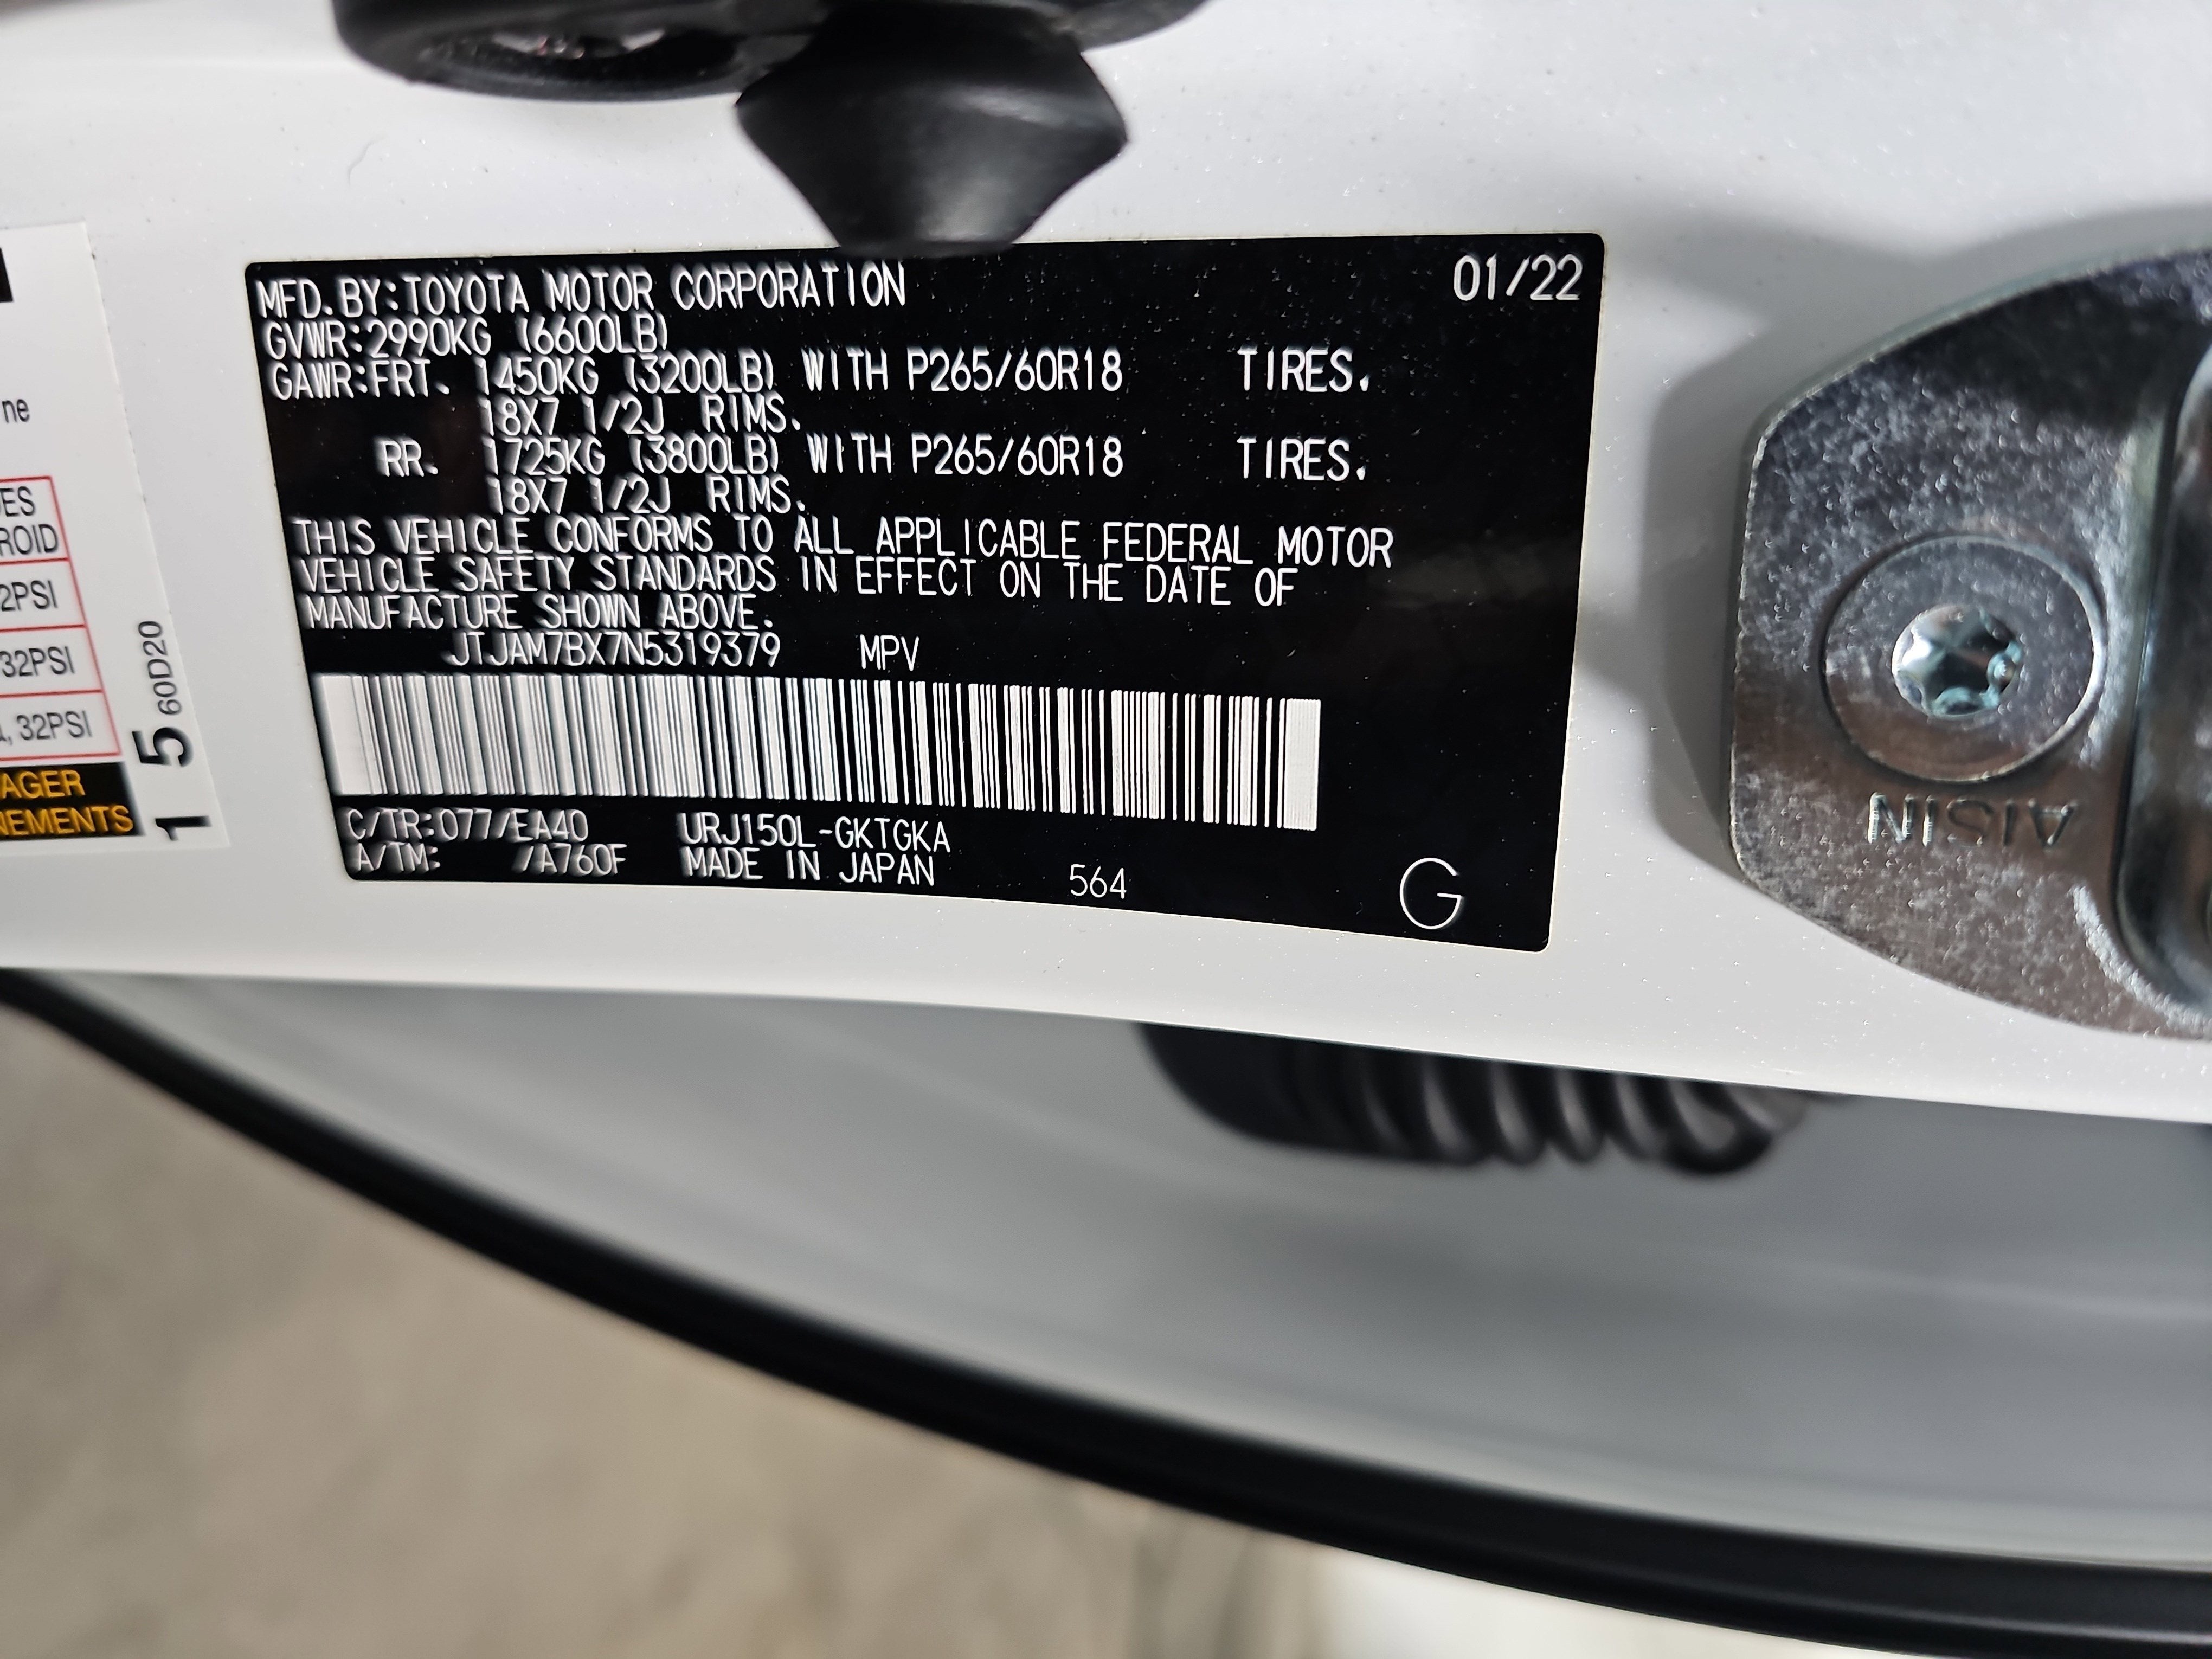 MFD. BY:TOYOTA MOTOR CORPORATION 01/22
GVWR:2990KG (6600LB)
GAWR:FRT. 1450KG (3200LB) WITH P265/60R18 TIRES.
18X7 1/2J RIMS.
RR. 1725KG (3800LB) WITH P265/60R18 TIRES.
18X7 1/2J RIMS.
THIS VEHICLE CONFORMS TO ALL APPLICABLE FEDERAL MOTOR
VEHICLE SAFETY STANDARDS IN EFFECT ON THE DATE OF
MANUFACTURE SHOWN ABOVE.
JTJAM7BX7N5319379 MPV
C/TR:077/EA40 URJ150L-GKTGKA
A/TM: /A760F MADE IN JAPAN 564 G
ne
ES
ROID
2PSI
32PSI
, 32PSI
AGER
NEMENTS
1 5 60D20
AISIN